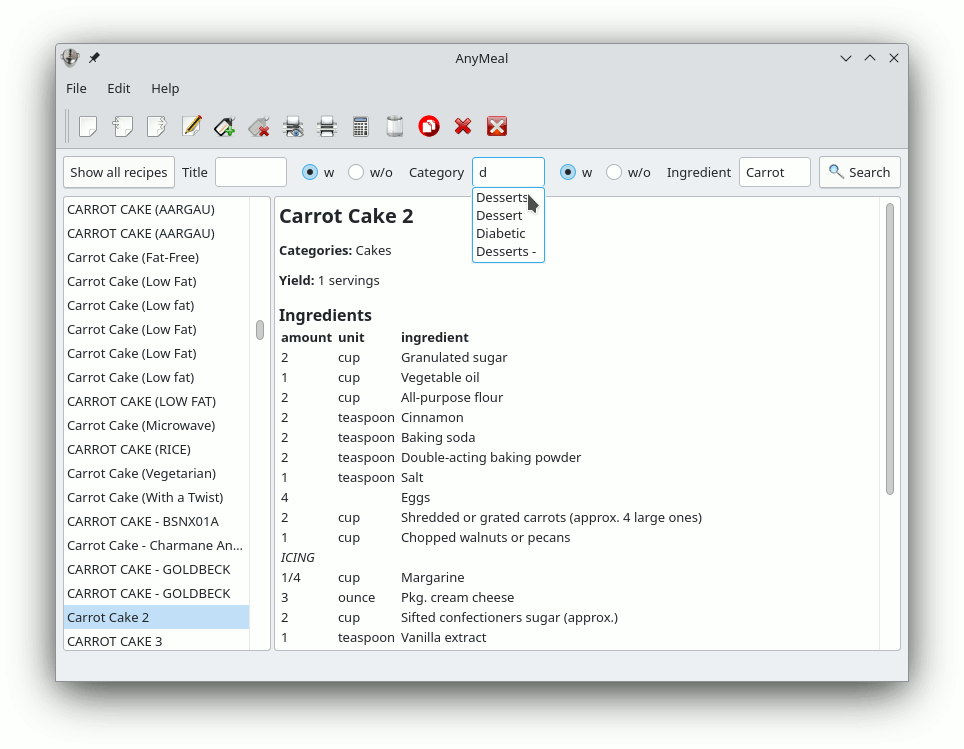 AnyMeal
File Edit Help
Show all recipes Title w w/o Category d w w/o Ingredient Carrot Search
Desserts
Dessert
Diabetic
Desserts -
CARROT CAKE (AARGAU)
CARROT CAKE (AARGAU)
Carrot Cake (Fat-Free)
Carrot Cake (Low Fat)
Carrot Cake (Low fat)
Carrot Cake (Low Fat)
Carrot Cake (Low Fat)
Carrot Cake (Low fat)
CARROT CAKE (LOW FAT)
Carrot Cake (Microwave)
CARROT CAKE (RICE)
Carrot Cake (Vegetarian)
Carrot Cake (With a Twist)
CARROT CAKE - BSNX01A
Carrot Cake - Charmane An...
CARROT CAKE - GOLDBECK
CARROT CAKE - GOLDBECK
Carrot Cake 2
CARROT CAKE 3
Carrot Cake 2
Categories: Cakes
Yield: 1 servings
Ingredients
amount unit ingredient
2 cup Granulated sugar
1 cup Vegetable oil
2 cup All-purpose flour
2 teaspoon Cinnamon
2 teaspoon Baking soda
2 teaspoon Double-acting baking powder
1 teaspoon Salt
4 Eggs
2 cup Shredded or grated carrots (approx. 4 large ones)
1 cup Chopped walnuts or pecans
ICING
1/4 cup Margarine
3 ounce Pkg. cream cheese
2 cup Sifted confectioners sugar (approx.)
1 teaspoon Vanilla extract